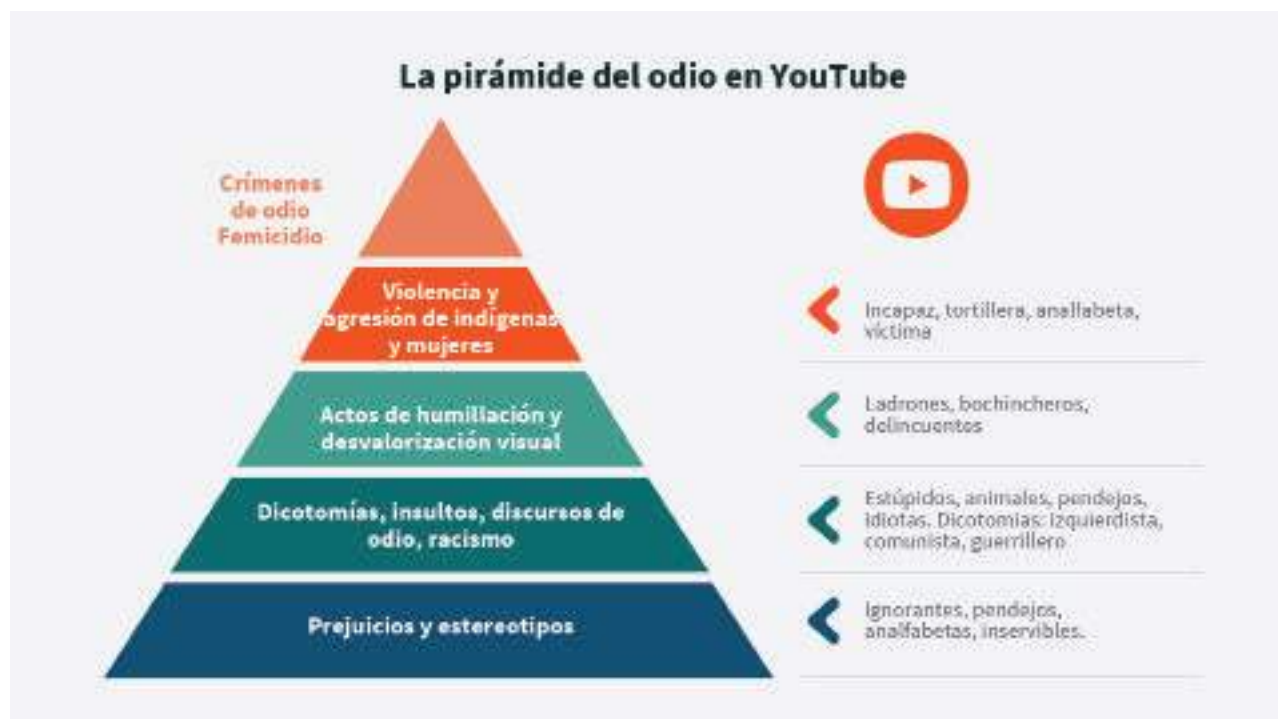 La pirámide del odio en YouTube
Crímenes
de odio
Femicidio
Violencia y
agresión de indígenas
y mujeres
Incapaz, tortillera, analfabeta,
víctima
Actos de humillación y
desvalorización visual
Ladrones, bochincheros,
delincuentes
Dicotomías, insultos, discursos de
odio, racismo
Estúpidos, animales, pendejos,
idiotas. Dicotomias: izquierdista,
comunista, guerrillero
Prejuicios y estereotipos
Ignorantes, pendejos,
analfabetas, inservibles.